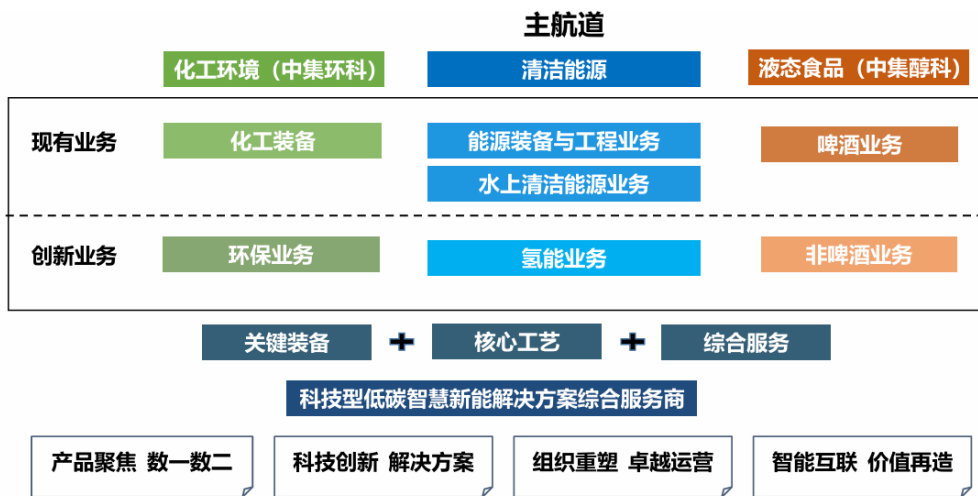 主航道
化工环境（中集环科）
清洁能源
液态食品（中集醇科）
现有业务
化工装备
能源装备与工程业务
啤酒业务
水上清洁能源业务
创新业务
环保业务
氢能业务
非啤酒业务
关键装备 + 核心工艺 + 综合服务
科技型低碳智慧新能解决方案综合服务商
产品聚焦 数一数二
科技创新 解决方案
组织重塑 卓越运营
智能互联 价值再造